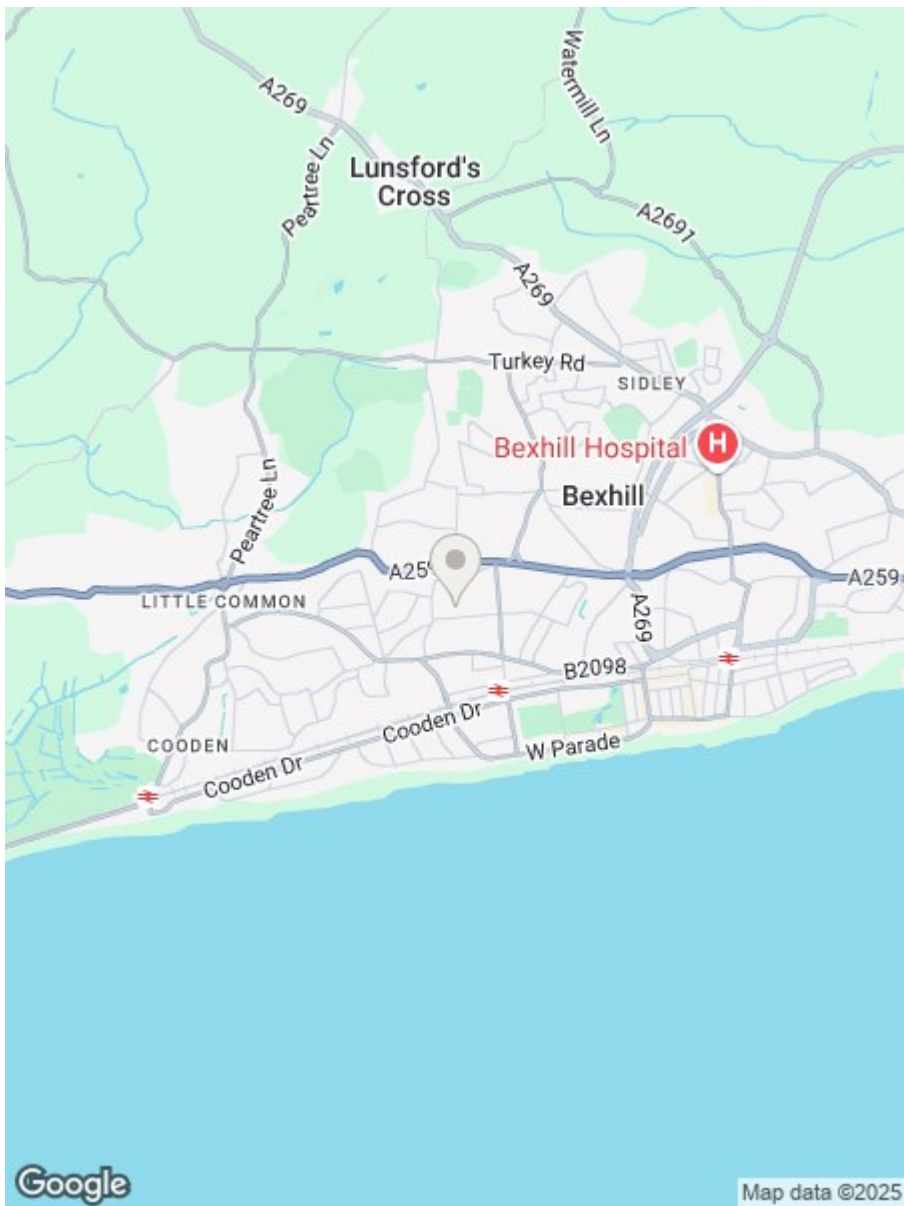 A269
Watermill Ln
Peartree Ln
Lunsford's
Cross
A2691
A269
Turkey Rd
SIDLEY
Bexhill Hospital
H
Bexhill
Peartree Ln
A25
A259
LITTLE COMMON
A269
B2098
Cooden Dr
COODEN
W Parade
Cooden Dr
Google
Map data ©2025